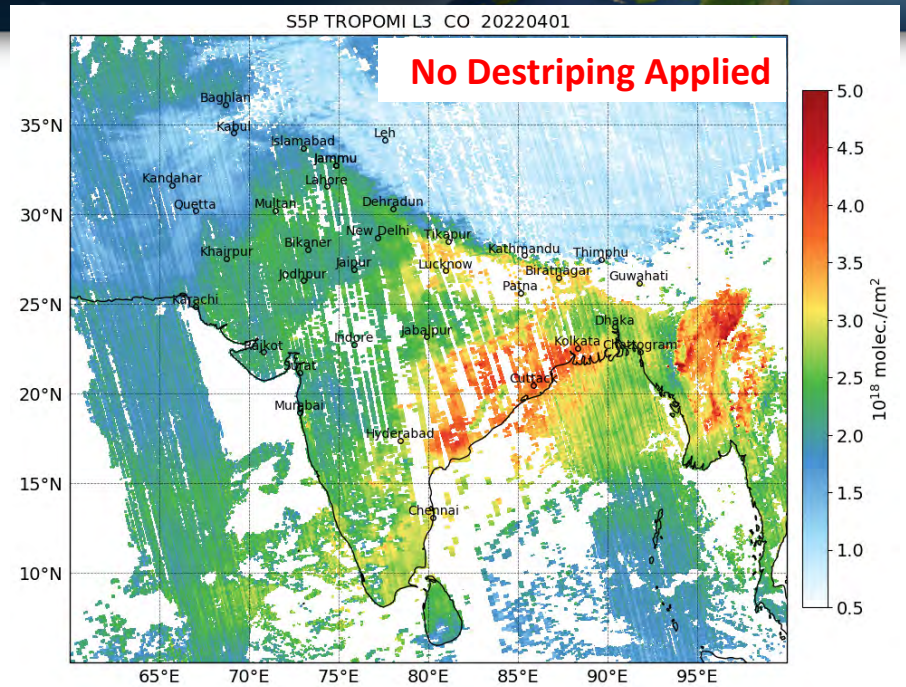 S5P TROPOMI L3 CO 20220401
No Destriping Applied
Baghlan
Kabul
Islamabad
Leh
Jammu
Kandahar
Lahore
Quetta
Multan
Dehradun
New Delhi
Tikapur
Khairpur
Bikaner
Kathmandu
Thimphu
Jaipur
Lucknow
Biratnagar
Guwahati
Jodhpur
Patna
Karachi
Dhaka
Rajkot
Indore
Jabalpur
Kolkata
Chattogram
Surat
Cuttack
Mumbai
Hyderabad
Chennai
35°N
30°N
25°N
20°N
15°N
10°N
65°E 70°E 75°E 80°E 85°E 90°E 95°E
5.0
4.5
4.0
3.5
3.0
2.5
2.0
1.5
1.0
0.5
10¹⁸ molec./cm²